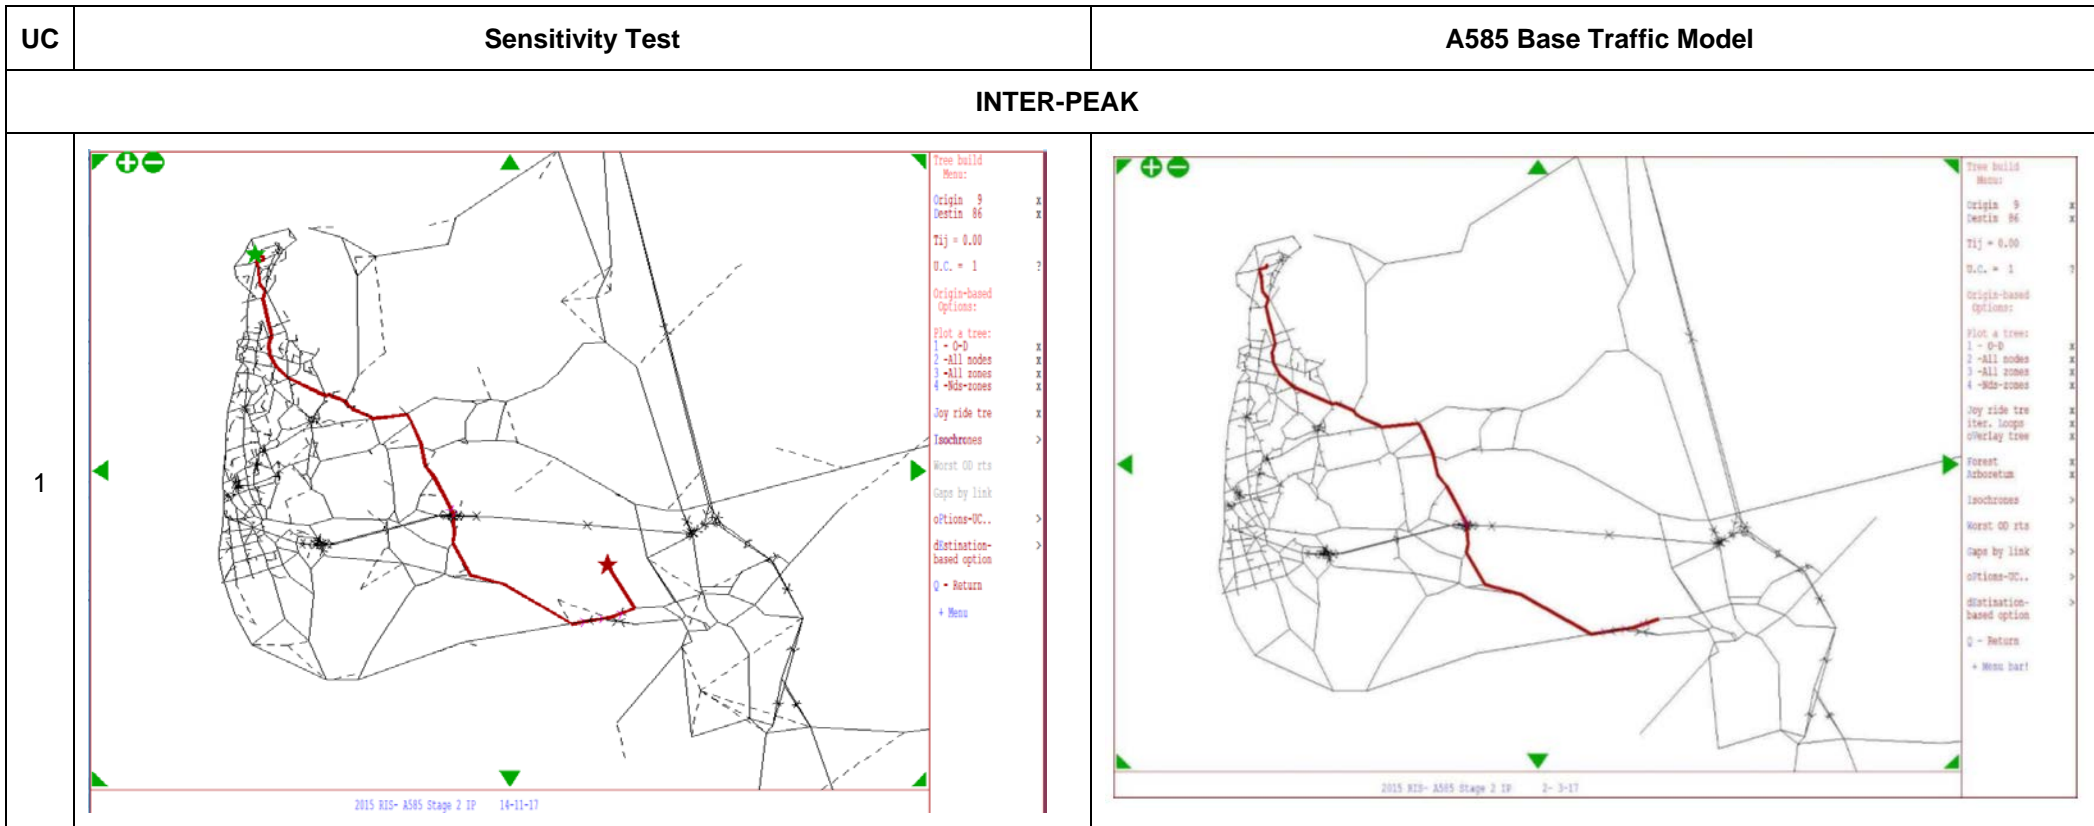 UC Sensitivity Test A585 Base Traffic Model
INTER-PEAK
1
Tree build
Menu:
Origin 9 x
Destin 86 x
Tij = 0.00
U.C. = 1 ?
Origin-based
Options:
Plot a tree:
1 - O-D x
2 -All nodes x
3 -All zones x
4 -Nds-zones x
Joy ride tre x
Isochrones >
Worst OD rts
Gaps by link
oPtions-UC.. >
dEstination- >
based option
Q - Return
+ Menu
2015 RIS- A585 Stage 2 IP 14-11-17
Tree build
Menu:
Origin 9 x
Destin 86 x
Tij = 0.00
U.C. = 1 ?
Origin-based
Options:
Plot a tree:
1 - O-D x
2 -All nodes x
3 -All zones x
4 -Nds-zones x
Joy ride tre x
iter. Loops x
oVerlay tree x
Forest x
Arboretum x
Isochrones >
Worst OD rts >
Gaps by link >
oPtions-UC.. >
dEstination- >
based option
Q - Return
+ Menu bar!
2015 RIS- A585 Stage 2 IP 2- 3-17